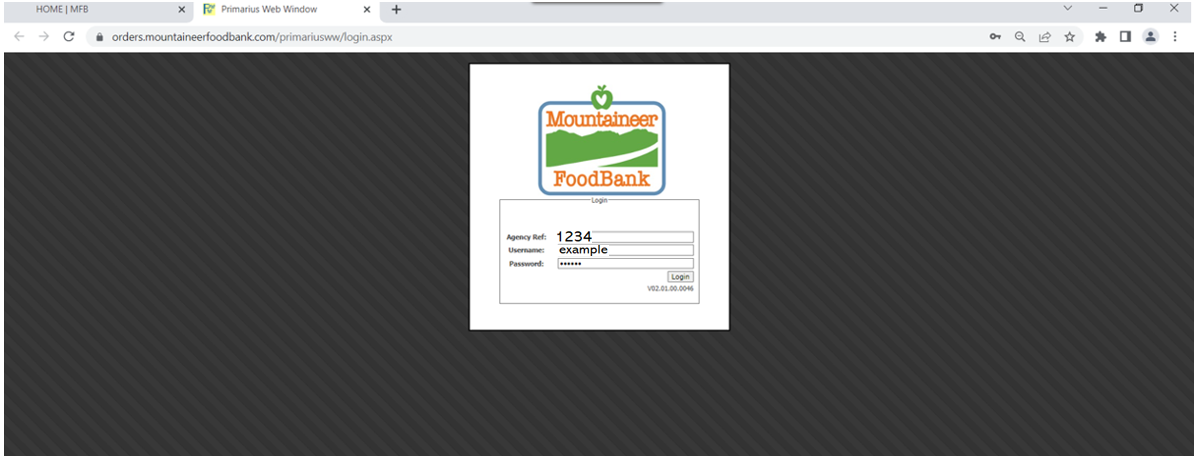 HOME | MFB
Primarius Web Window
orders.mountaineerfoodbank.com/primariusww/login.aspx
Mountaineer
FoodBank
Login
Agency Ref: 1234
Username: example
Password: ••••••
Login
V02.01.00.0046